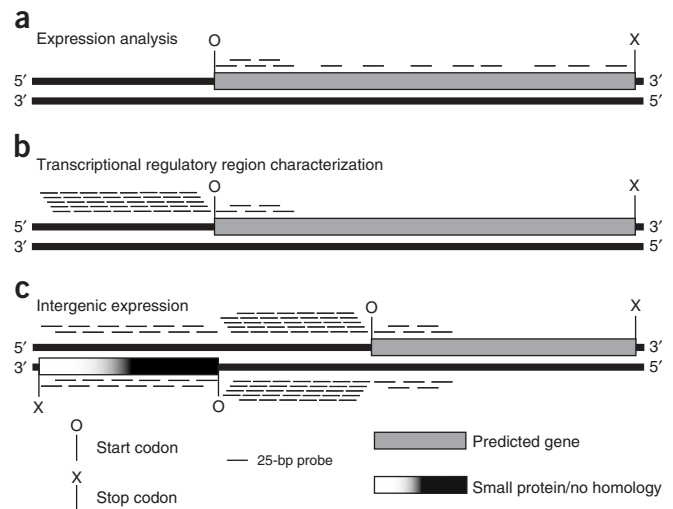 a
Expression analysis
O X
5′ 3′
3′ 5′
b
Transcriptional regulatory region characterization
O X
5′ 3′
3′ 5′
c
Intergenic expression
O X
5′ 3′
3′ 5′
X O
O
Start codon
X
Stop codon
25-bp probe
Predicted gene
Small protein/no homology